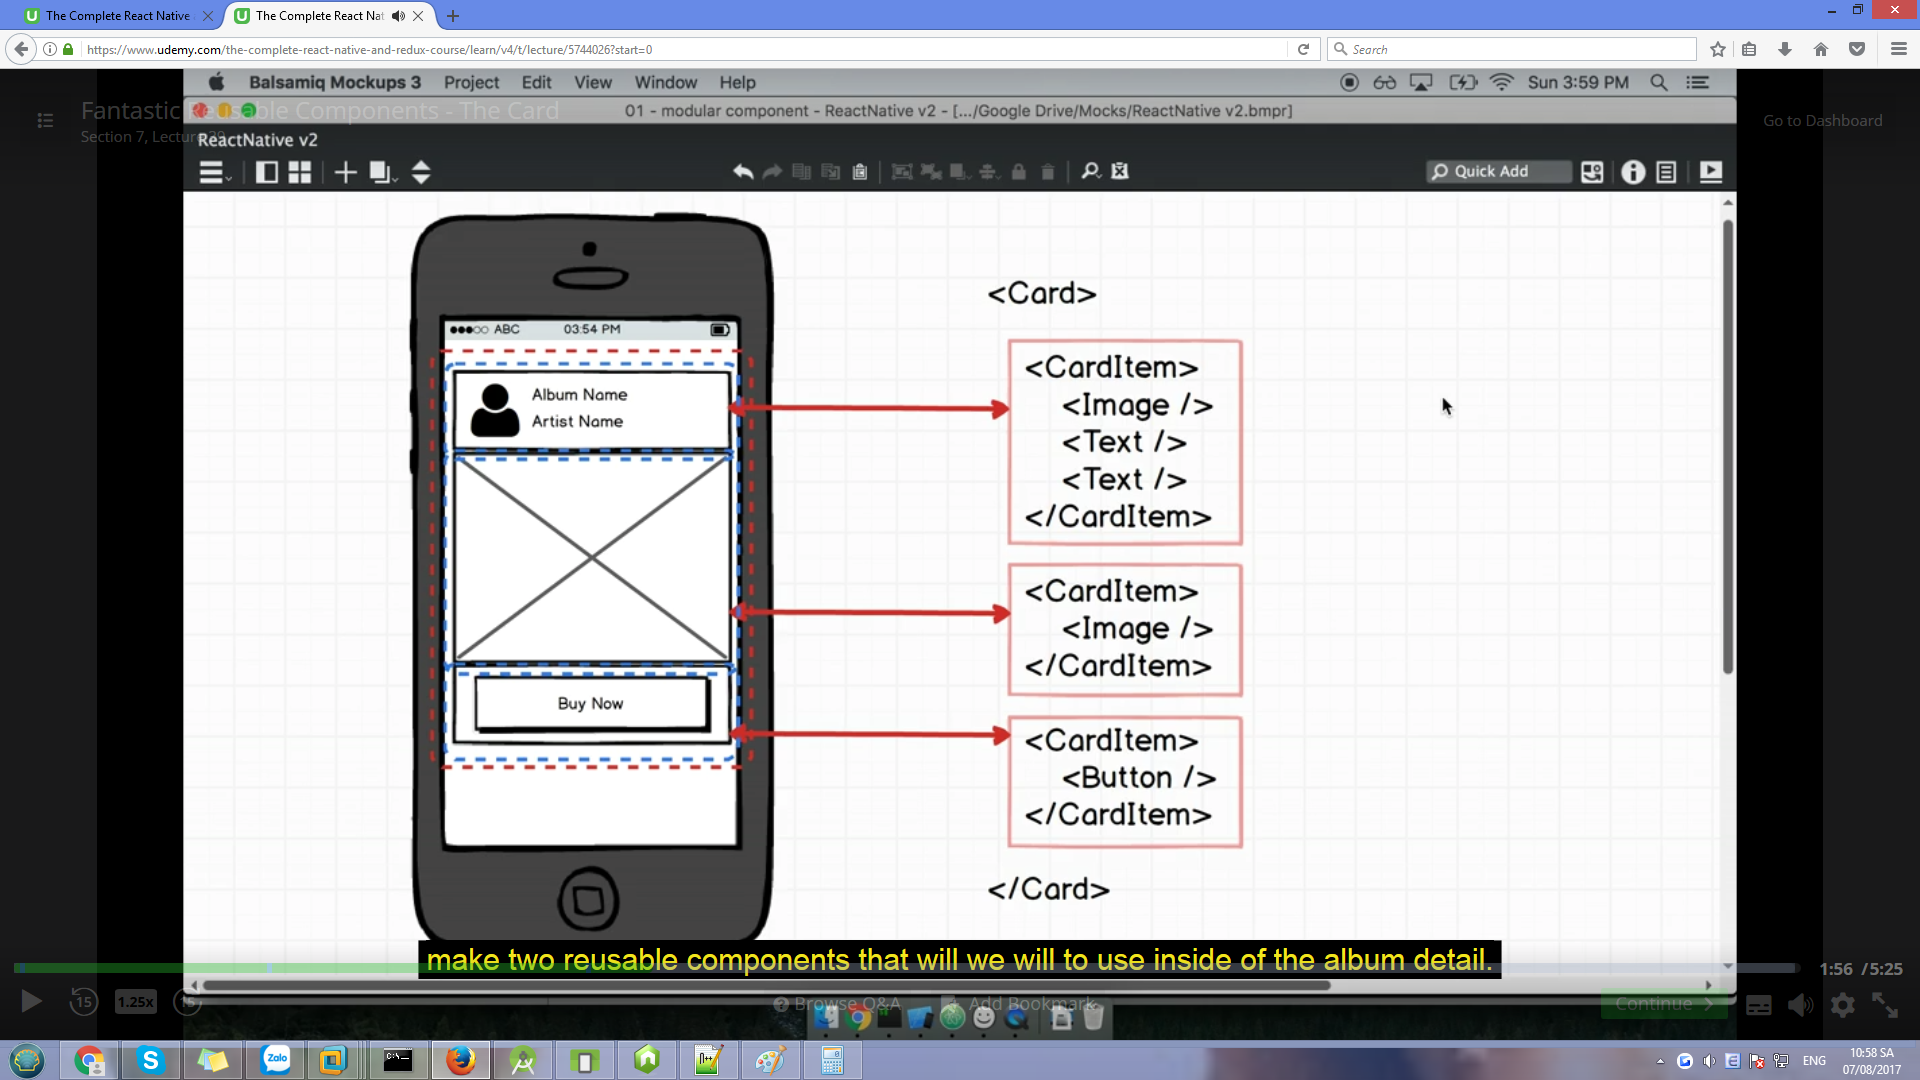 The Complete React Native
The Complete React Nat
https://www.udemy.com/the-complete-react-native-and-redux-course/learn/v4/t/lecture/5744026?start=0
Search
Balsamiq Mockups 3 Project Edit View Window Help
Sun 3:59 PM
Fantastic Reusable Components - The Card
01 - modular component - ReactNative v2 - [.../Google Drive/Mocks/ReactNative v2.bmpr]
Go to Dashboard
Section 7, Lecture 39
ReactNative v2
Quick Add
ABC 03:54 PM
Album Name
Artist Name
Buy Now
<Card>
<CardItem>
<Image />
<Text />
<Text />
</CardItem>
<CardItem>
<Image />
</CardItem>
<CardItem>
<Button />
</CardItem>
</Card>
make two reusable components that will we will to use inside of the album detail.
1:56 / 5:25
15 1.25x 15
Browse Q&A
Add Bookmark
Continue
Zalo
C:\_
ENG
10:58 SA
07/08/2017